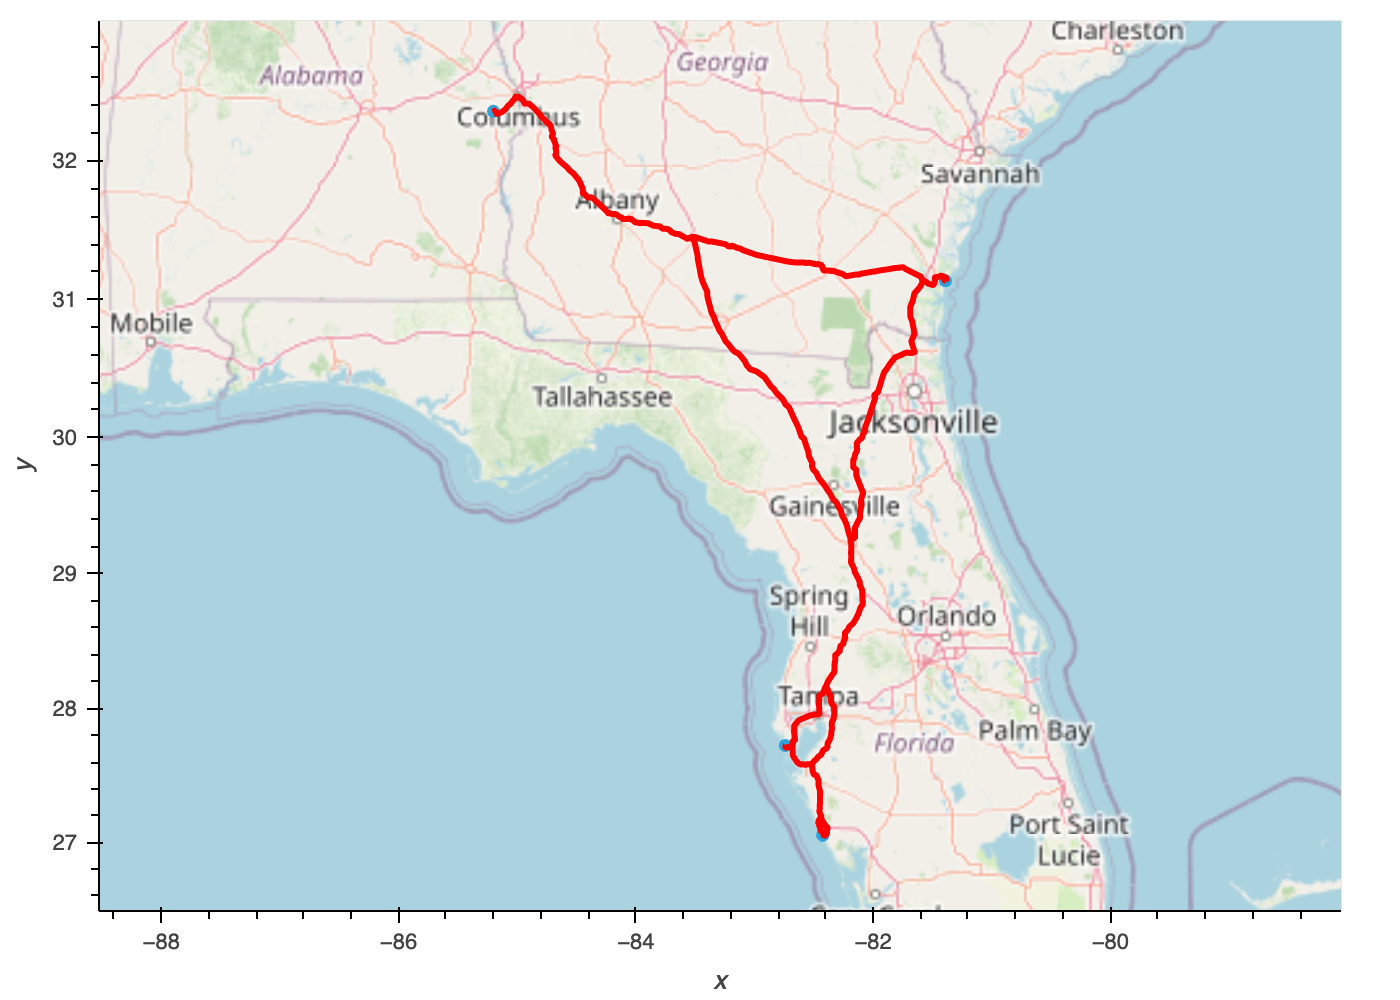 Charleston
Georgia
Alabama
Columbus
Savannah
Albany
Mobile
Tallahassee
Jacksonville
Gainesville
Spring
Hill
Orlando
Tampa
Palm Bay
Florida
Port Saint
Lucie
32
31
30
29
28
27
y
−88
−86
−84
−82
−80
x